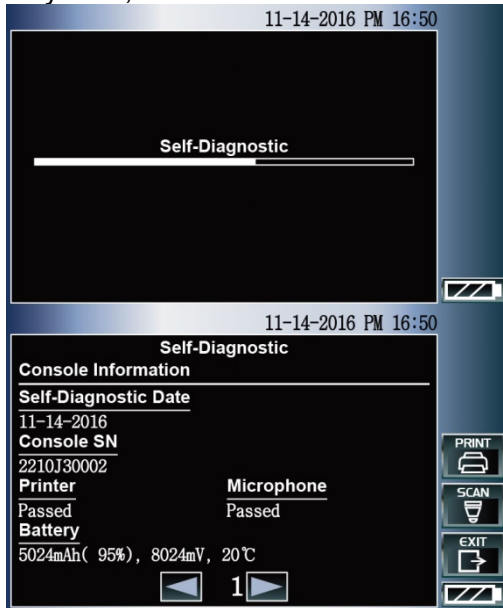 11-14-2016 PM 16:50
Self-Diagnostic
11-14-2016 PM 16:50
Self-Diagnostic
Console Information
Self-Diagnostic Date
11-14-2016
Console SN
2210J30002
Printer Microphone
Passed Passed
Battery
5024mAh( 95%), 8024mV, 20℃
1
PRINT
SCAN
EXIT